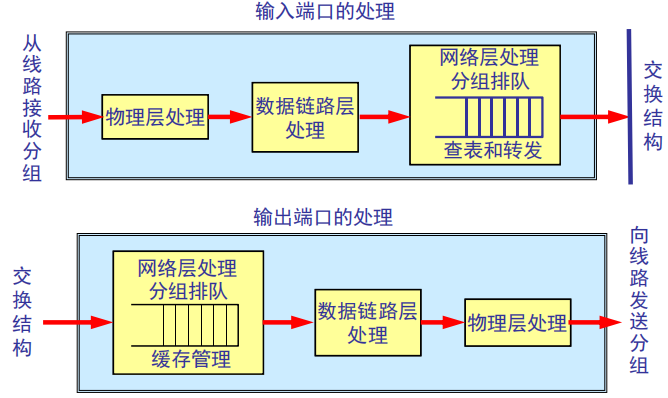 输入端口的处理
从线路接收分组
物理层处理
数据链路层
处理
网络层处理
分组排队
查表和转发
交换结构
输出端口的处理
交换结构
网络层处理
分组排队
缓存管理
数据链路层
处理
物理层处理
向线路发送分组